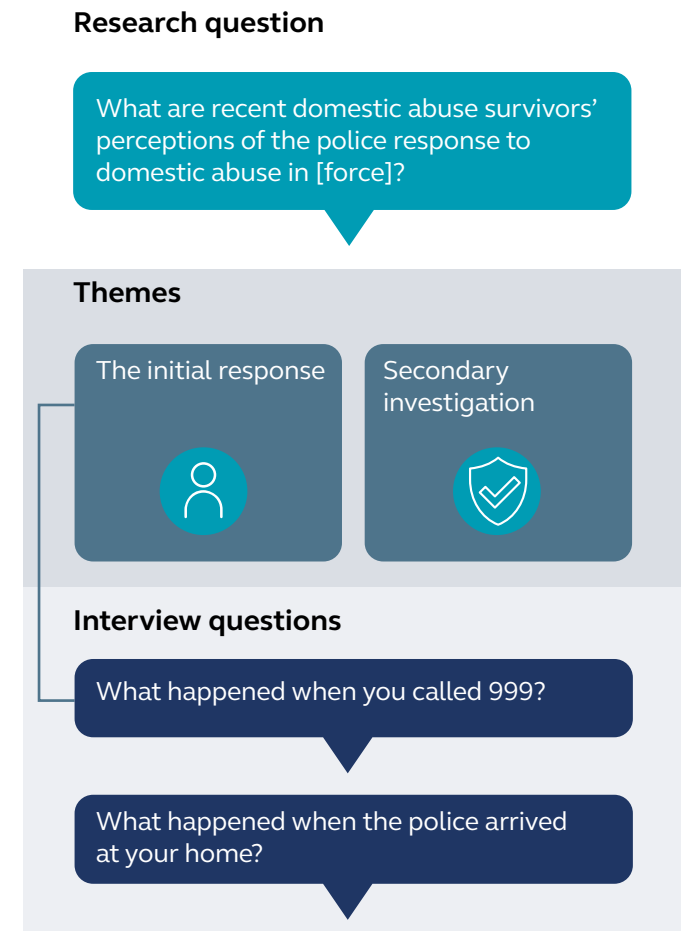 Research question
What are recent domestic abuse survivors’
perceptions of the police response to
domestic abuse in [force]?
Themes
The initial response
Secondary
investigation
Interview questions
What happened when you called 999?
What happened when the police arrived
at your home?